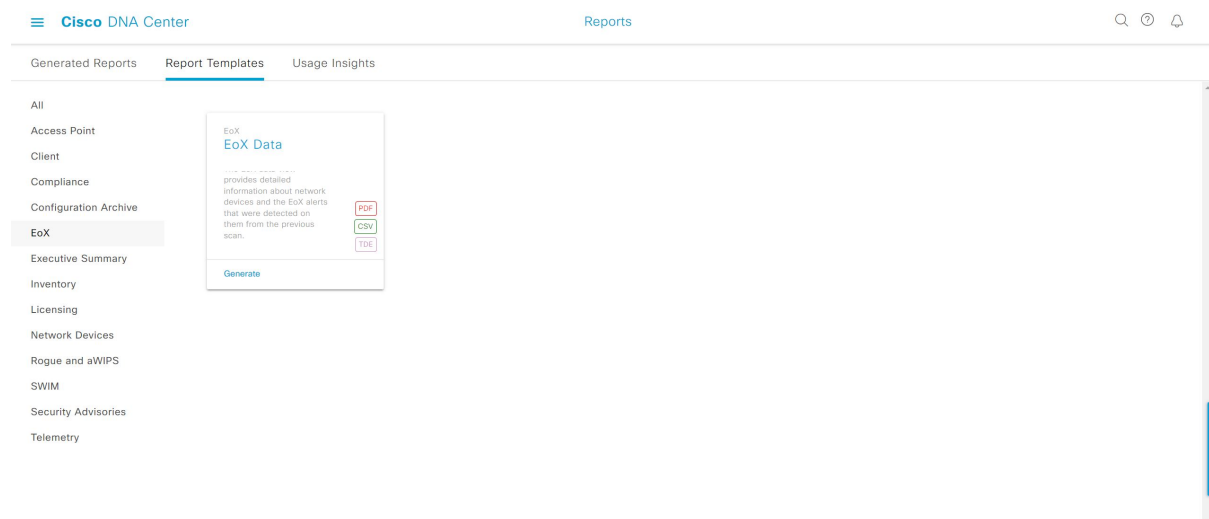 Cisco DNA Center
Reports
Generated Reports
Report Templates
Usage Insights
All
Access Point
Client
Compliance
Configuration Archive
EoX
Executive Summary
Inventory
Licensing
Network Devices
Rogue and aWIPS
SWIM
Security Advisories
Telemetry
EoX
EoX Data
provides detailed
information about network
devices and the EoX alerts
that were detected on
them from the previous
scan.
PDF
CSV
TDE
Generate